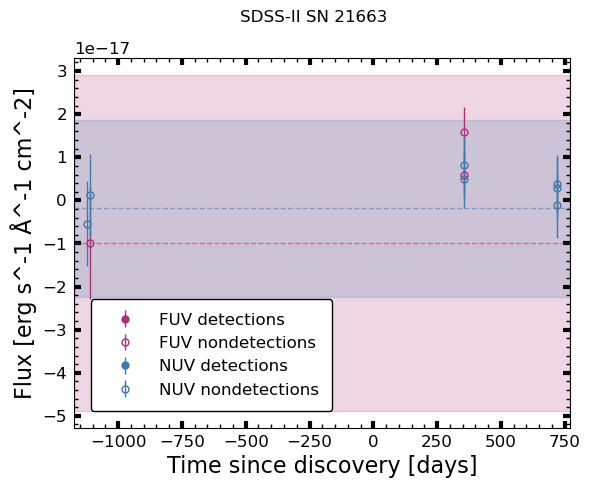 SDSS-II SN 21663
1e−17
3
2
1
0
−1
−2
−3
−4
−5
Flux [erg s^-1 Å^-1 cm^-2]
FUV detections
FUV nondetections
NUV detections
NUV nondetections
−1000 −750 −500 −250 0 250 500 750
Time since discovery [days]